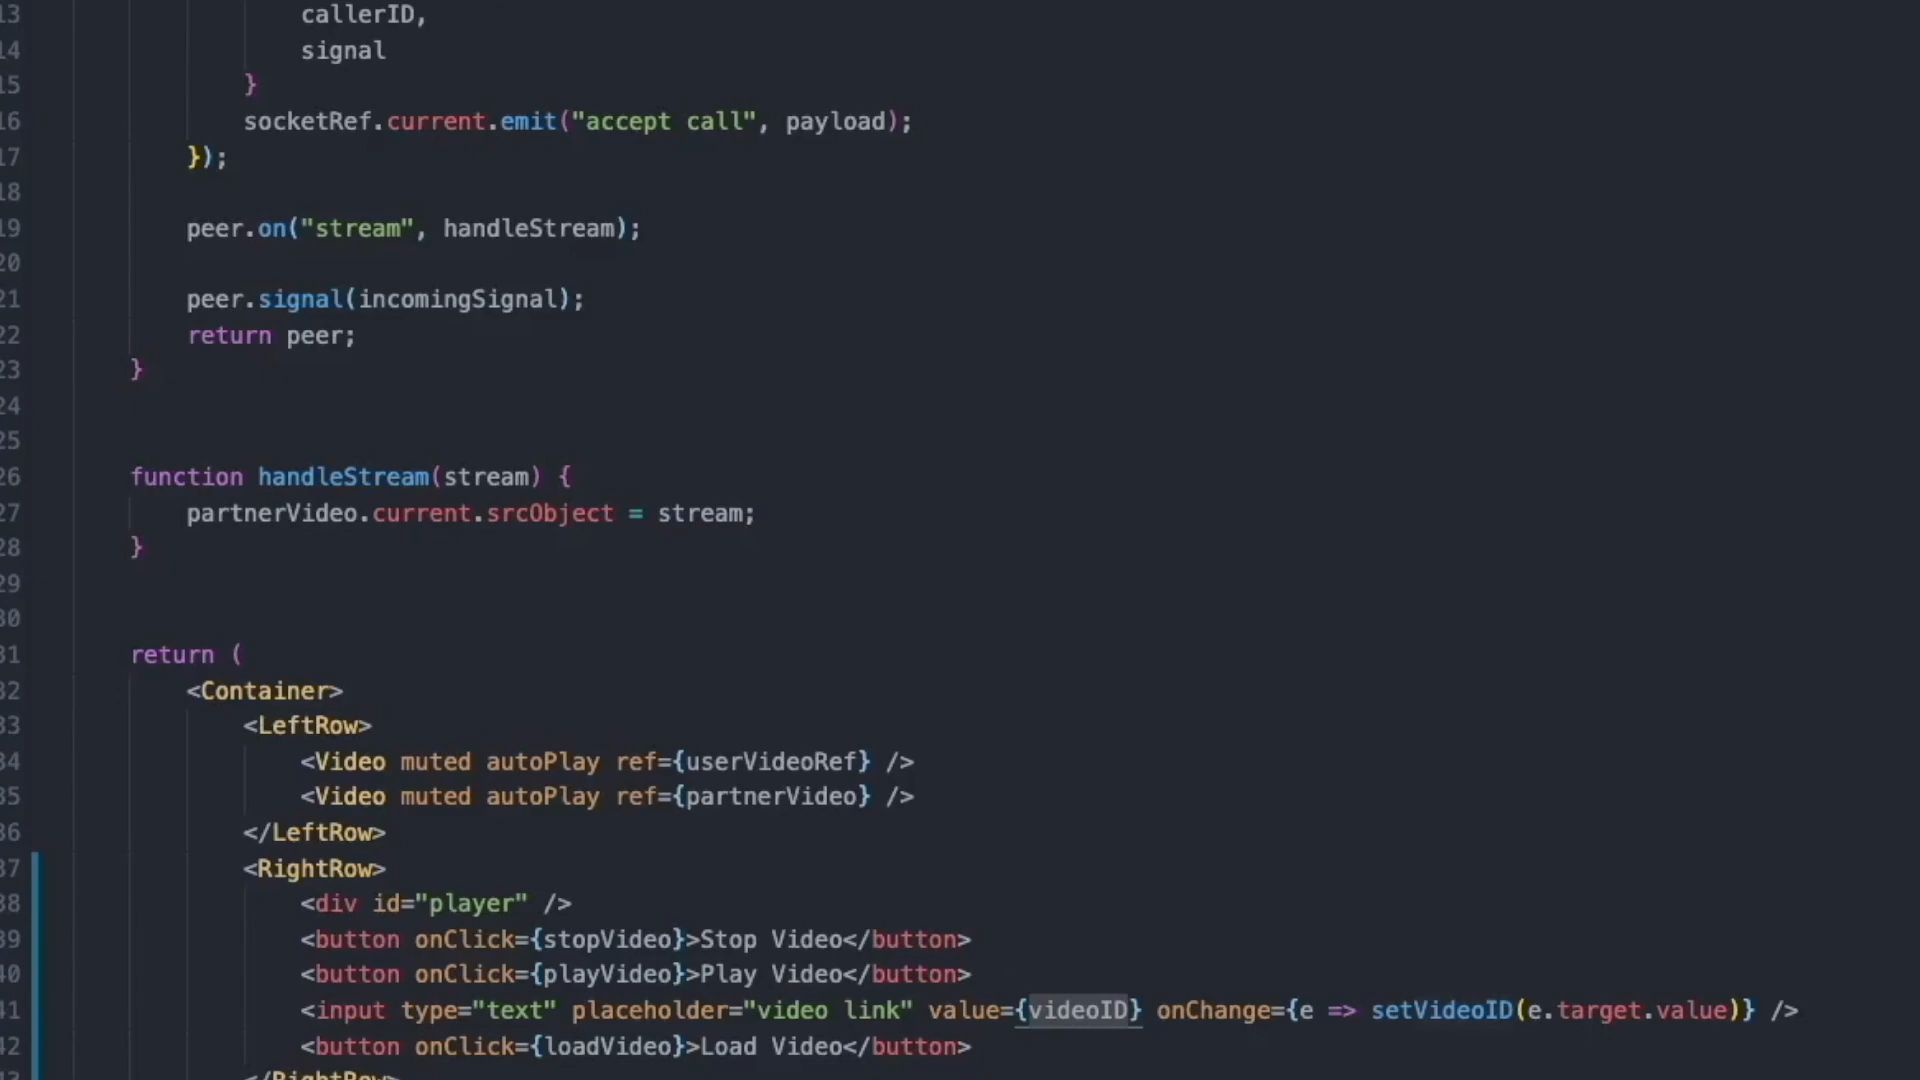 13 callerID,
14 signal
15 }
16 socketRef.current.emit("accept call", payload);
17 });
18
19 peer.on("stream", handleStream);
20
21 peer.signal(incomingSignal);
22 return peer;
23 }
24
25
26 function handleStream(stream) {
27 partnerVideo.current.srcObject = stream;
28 }
29
30
31 return (
32 <Container>
33 <LeftRow>
34 <Video muted autoPlay ref={userVideoRef} />
35 <Video muted autoPlay ref={partnerVideo} />
36 </LeftRow>
37 <RightRow>
38 <div id="player" />
39 <button onClick={stopVideo}>Stop Video</button>
40 <button onClick={playVideo}>Play Video</button>
41 <input type="text" placeholder="video link" value={videoID} onChange={e => setVideoID(e.target.value)} />
42 <button onClick={loadVideo}>Load Video</button>
43 </RightRow>